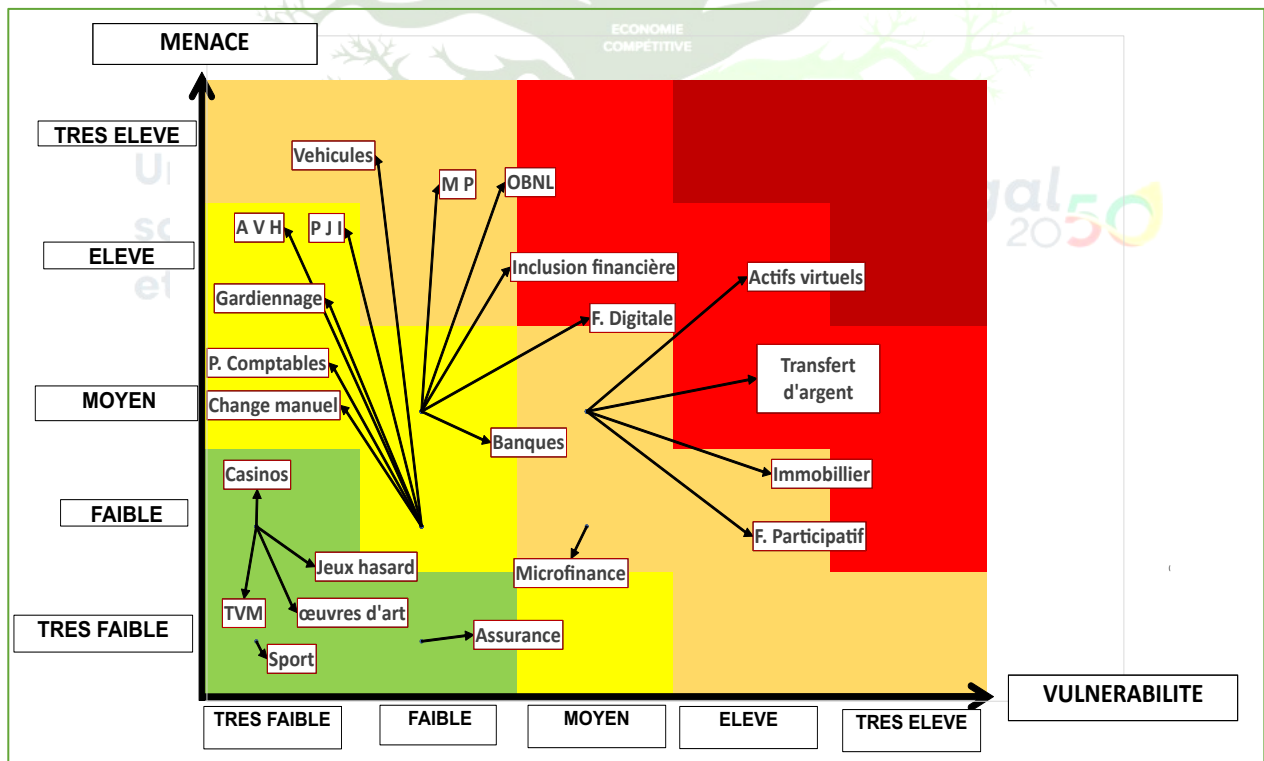 ECONOMIE
COMPÉTITIVE
MENACE
TRES ELEVE
Vehicules
M P
OBNL
gal
2050
A V H
P J I
ELEVE
Inclusion financière
Actifs virtuels
Gardiennage
F. Digitale
P. Comptables
Transfert
d'argent
MOYEN
Change manuel
Banques
Casinos
Immobillier
FAIBLE
F. Participatif
Jeux hasard
Microfinance
TVM
œuvres d'art
TRES FAIBLE
Assurance
Sport
VULNERABILITE
TRES FAIBLE
FAIBLE
MOYEN
ELEVE
TRES ELEVE